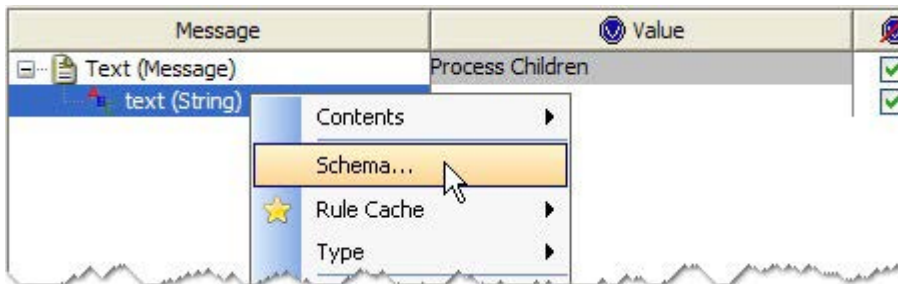 Message Value
Text (Message) Process Children
text (String)
Contents
Schema...
Rule Cache
Type